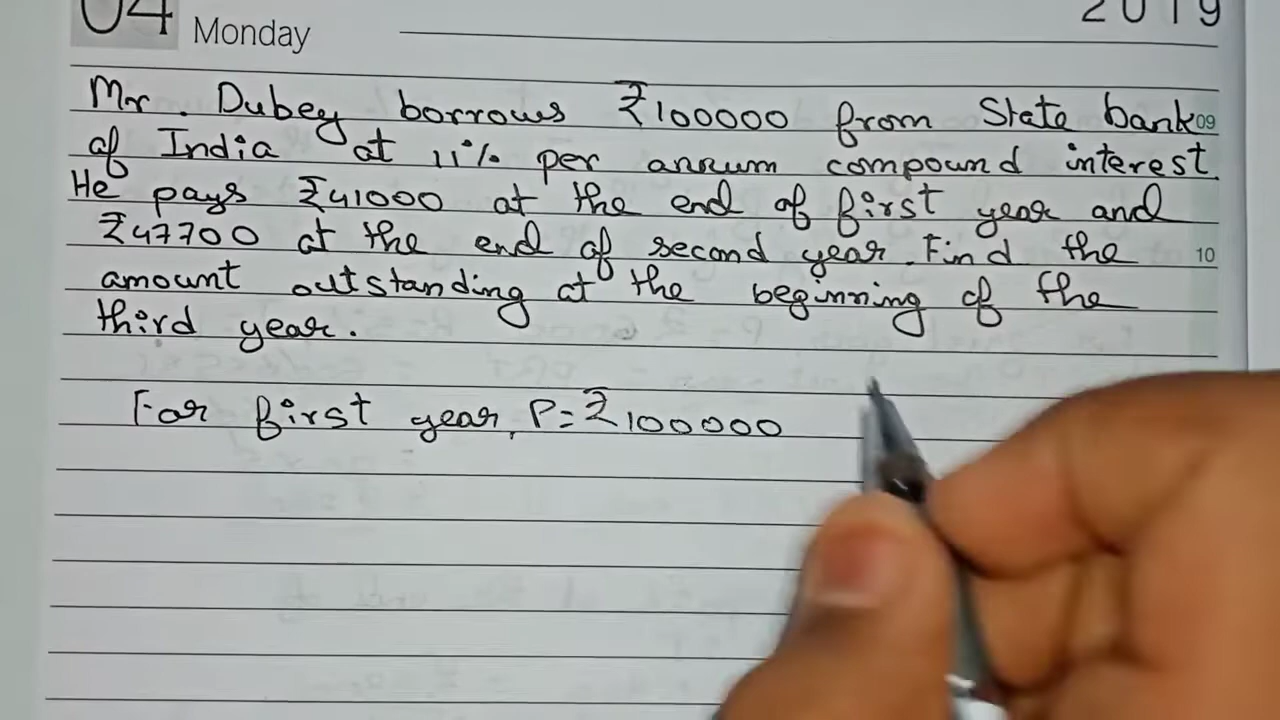 04 Monday 2019
Mr. Dubey borrows ₹100000 from State bank 09
of India at 11% per annum compound interest.
He pays ₹41000 at the end of first year and
₹47700 at the end of second year. Find the 10
amount outstanding at the beginning of the
third year.
For first year, P=₹100000